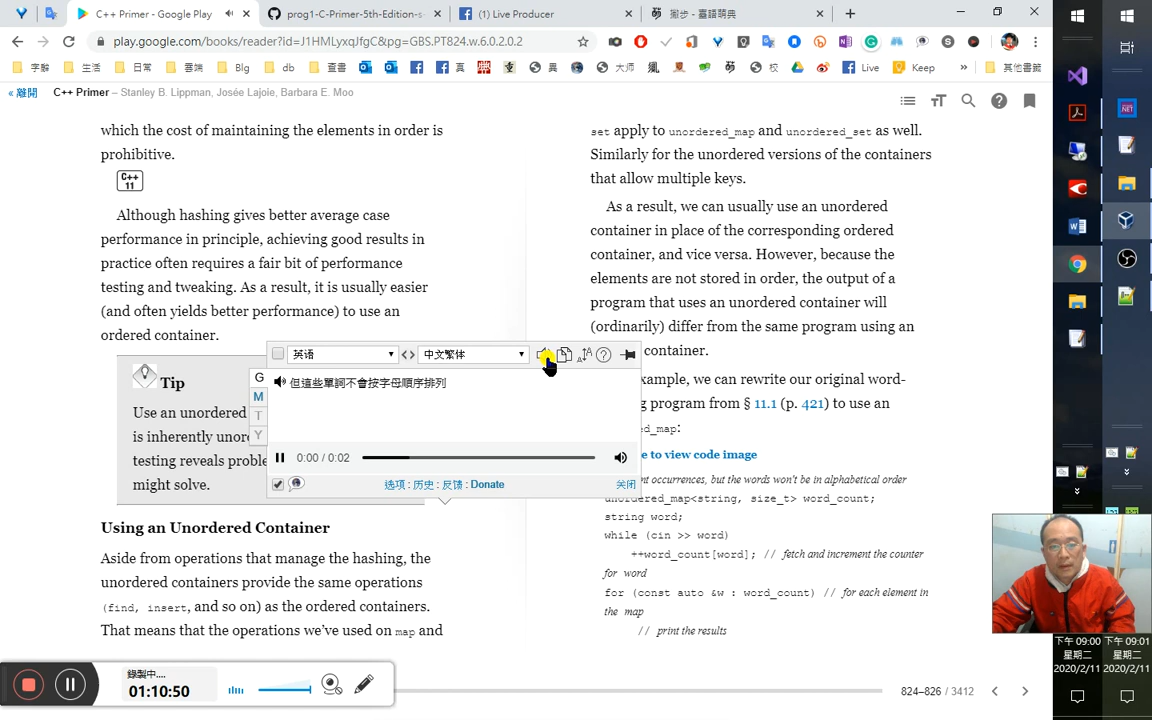 C++ Primer - Google Play
prog1-C-Primer-5th-Edition-s
(1) Live Producer
萌 撇步 - 臺語萌典
play.google.com/books/reader?id=J1HMLyxqJfgC&pg=GBS.PT824.w.6.0.2.0.2
字辭
生活
日常
雲端
Blg
db
查書
真
異
大师
萌
校
Live
Keep
其他書籤
« 離開
C++ Primer – Stanley B. Lippman, Josée Lajoie, Barbara E. Moo
which the cost of maintaining the elements in order is
prohibitive.
C++
11
Although hashing gives better average case
performance in principle, achieving good results in
practice often requires a fair bit of performance
testing and tweaking. As a result, it is usually easier
(and often yields better performance) to use an
ordered container.
Tip
Use an unordered
is inherently unor
testing reveals proble
might solve.
Using an Unordered Container
Aside from operations that manage the hashing, the
unordered containers provide the same operations
(find, insert, and so on) as the ordered containers.
That means that the operations we’ve used on map and
英语
<>
中文繁体
G
M
T
Y
但這些單詞不會按字母順序排列
0:00 / 0:02
选项 : 历史 : 反馈 : Donate
关闭
set apply to unordered_map and unordered_set as well.
Similarly for the unordered versions of the containers
that allow multiple keys.
As a result, we can usually use an unordered
container in place of the corresponding ordered
container, and vice versa. However, because the
elements are not stored in order, the output of a
program that uses an unordered container will
(ordinarily) differ from the same program using an
container.
xample, we can rewrite our original word-
g program from § 11.1 (p. 421) to use an
d_map:
e to view code image
nt occurrences, but the words won't be in alphabetical order
unordered_map<string, size_t> word_count;
string word;
while (cin >> word)
++word_count[word]; // fetch and increment the counter
for word
for (const auto &w : word_count) // for each element in
the map
// print the results
824–826 / 3412
錄製中....
01:10:50
下午 09:00
星期二
2020/2/11
下午 09:01
星期二
2020/2/11